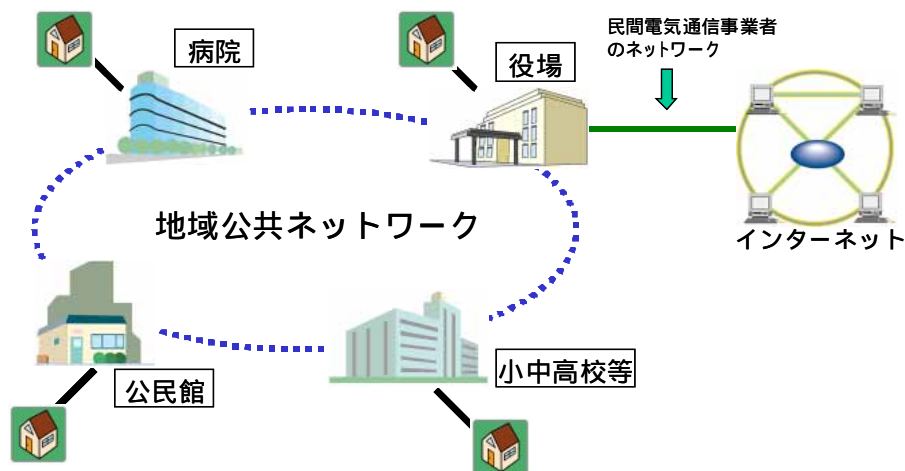 病院
役場
民間電気通信事業者
のネットワーク
地域公共ネットワーク
インターネット
公民館
小中高校等